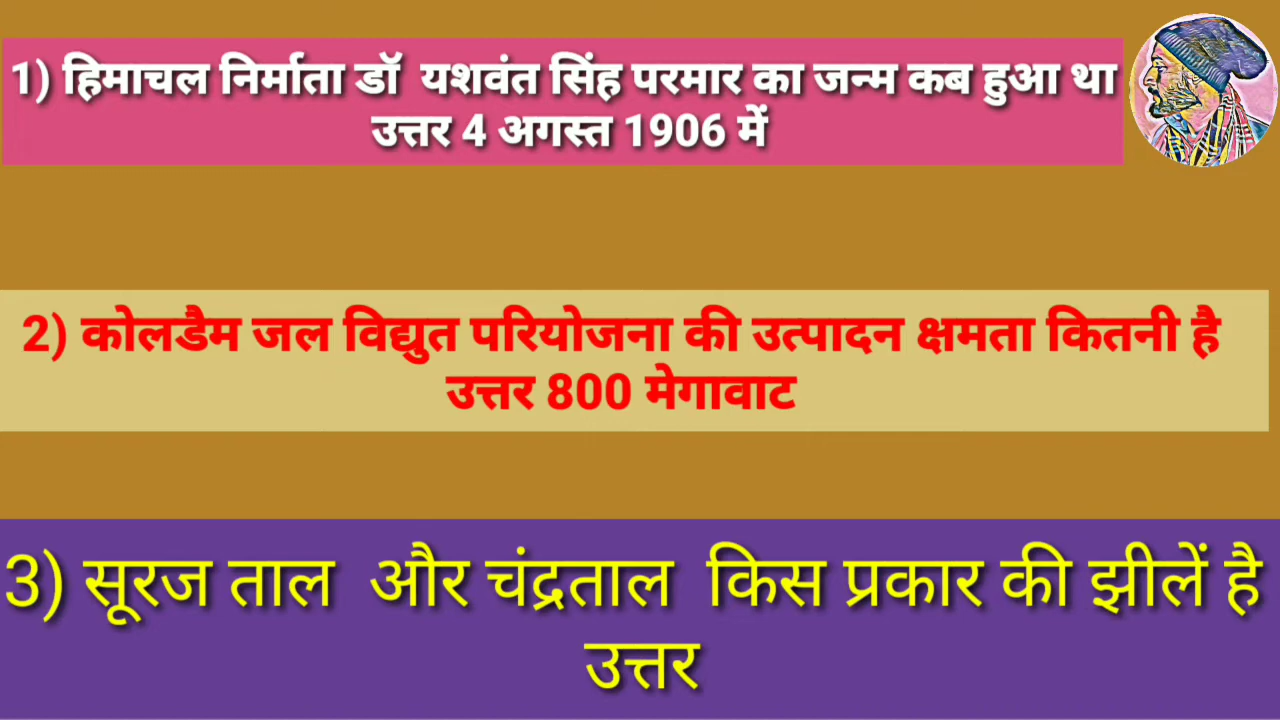 1) हिमाचल निर्माता डॉ यशवंत सिंह परमार का जन्म कब हुआ था
उत्तर 4 अगस्त 1906 में
2) कोलडैम जल विद्युत परियोजना की उत्पादन क्षमता कितनी है
उत्तर 800 मेगावाट
3) सूरज ताल और चंद्रताल किस प्रकार की झीलें है
उत्तर